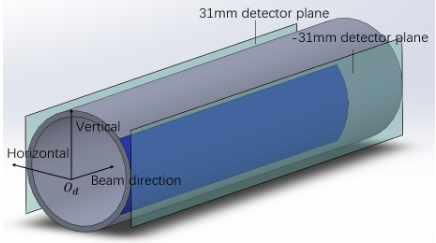 31mm detector plane
-31mm detector plane
Vertical
Horizontal
Beam direction
O_d